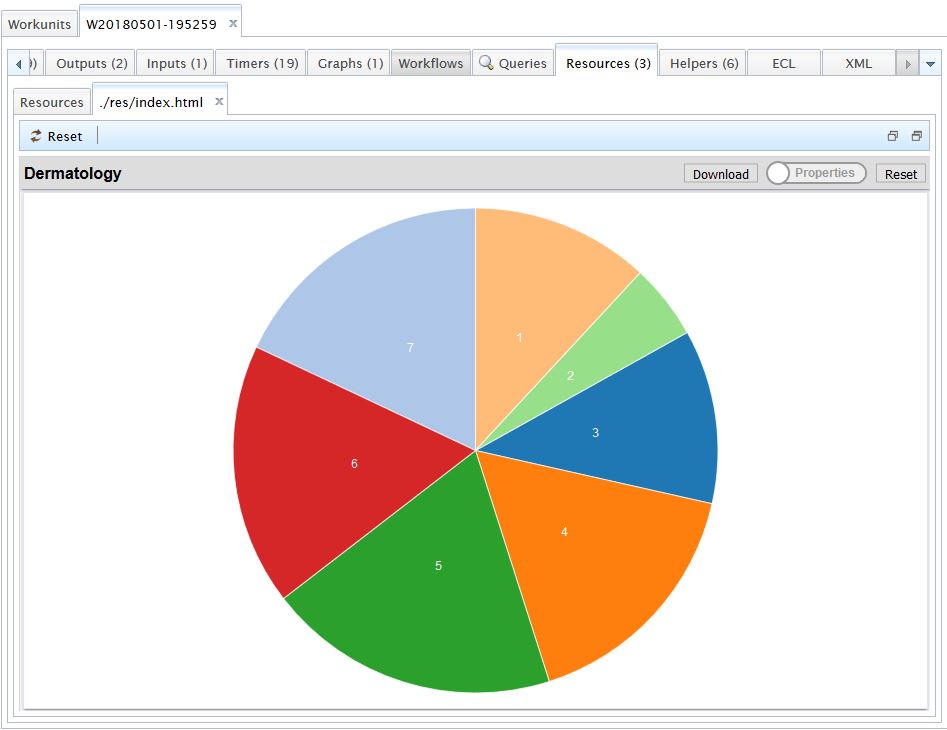 Workunits W20180501-195259 x
9) Outputs (2) Inputs (1) Timers (19) Graphs (1) Workflows Queries Resources (3) Helpers (6) ECL XML
Resources ./res/index.html x
Reset
Dermatology Download Properties Reset
1
7
2
3
6
4
5